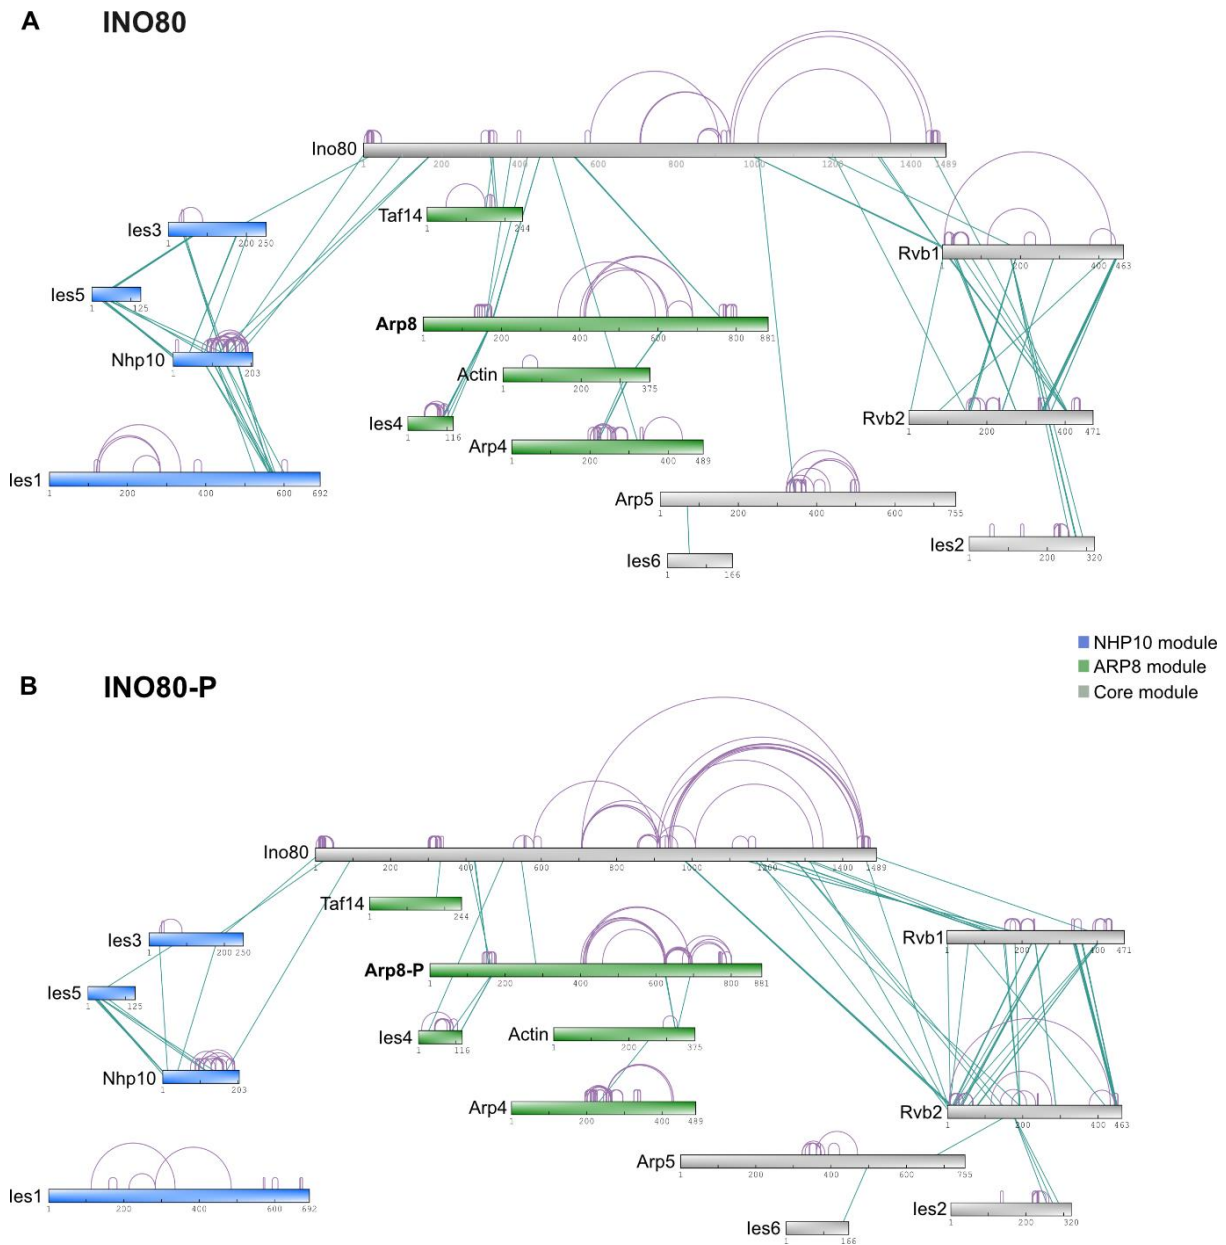 A INO80
Ino80
1 200 400 600 800 1000 1200 1400 1489
Taf14
1 244
Ies3
1 200 250
Rvb1
1 200 400 463
Ies5
1 125
Arp8
1 200 400 600 800 881
Nhp10
1 203
Actin
1 200 375
Ies4
1 116
Rvb2
1 200 400 471
Arp4
1 200 400 489
Ies1
1 200 400 600 692
Arp5
1 200 400 600 755
Ies2
1 200 320
Ies6
1 166
NHP10 module
ARP8 module
Core module
B INO80-P
Ino80
1 200 400 600 800 1000 1200 1400 1489
Taf14
1 244
Ies3
1 200 250
Rvb1
1 200 400 471
Arp8-P
1 200 400 600 800 881
Ies5
1 125
Ies4
1 116
Actin
1 200 375
Nhp10
1 203
Arp4
1 200 400 489
Rvb2
1 200 400 463
Arp5
1 200 400 600 755
Ies1
1 200 400 600 692
Ies2
1 200 320
Ies6
1 166